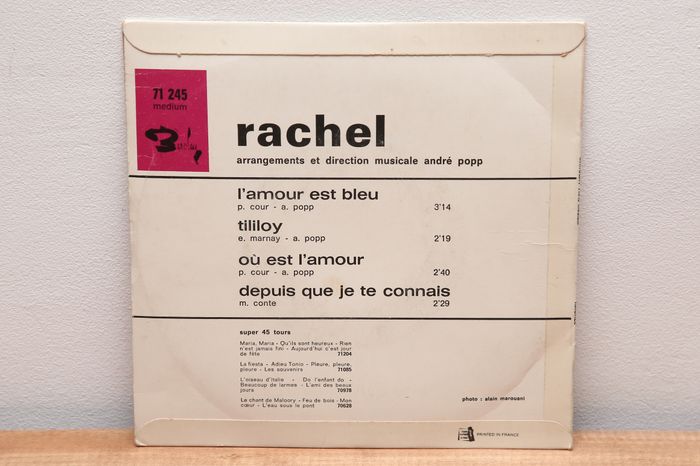 71 245
medium
Barclay
rachel
arrangements et direction musicale andré popp
l'amour est bleu
p. cour - a. popp 3'14
tililoy
e. marnay - a. popp 2'19
où est l'amour
p. cour - a. popp 2'40
depuis que je te connais
m. conte 2'29
super 45 tours
Maria, Maria - Qu'ils sont heureux - Rien
n'est jamais fini - Aujourd'hui c'est jour
de fête 71204
La fiesta - Adieu Tonio - Pleure, pleure,
pleure - Les souvenirs 71085
L'oiseau d'Italie - Do l'enfant do -
Beaucoup de larmes - L'ami des beaux
jours 70978
Le chant de Mallory - Feu de bois - Mon
cœur - L'eau sous le pont 70628
photo : alain marouani
PRINTED IN FRANCE